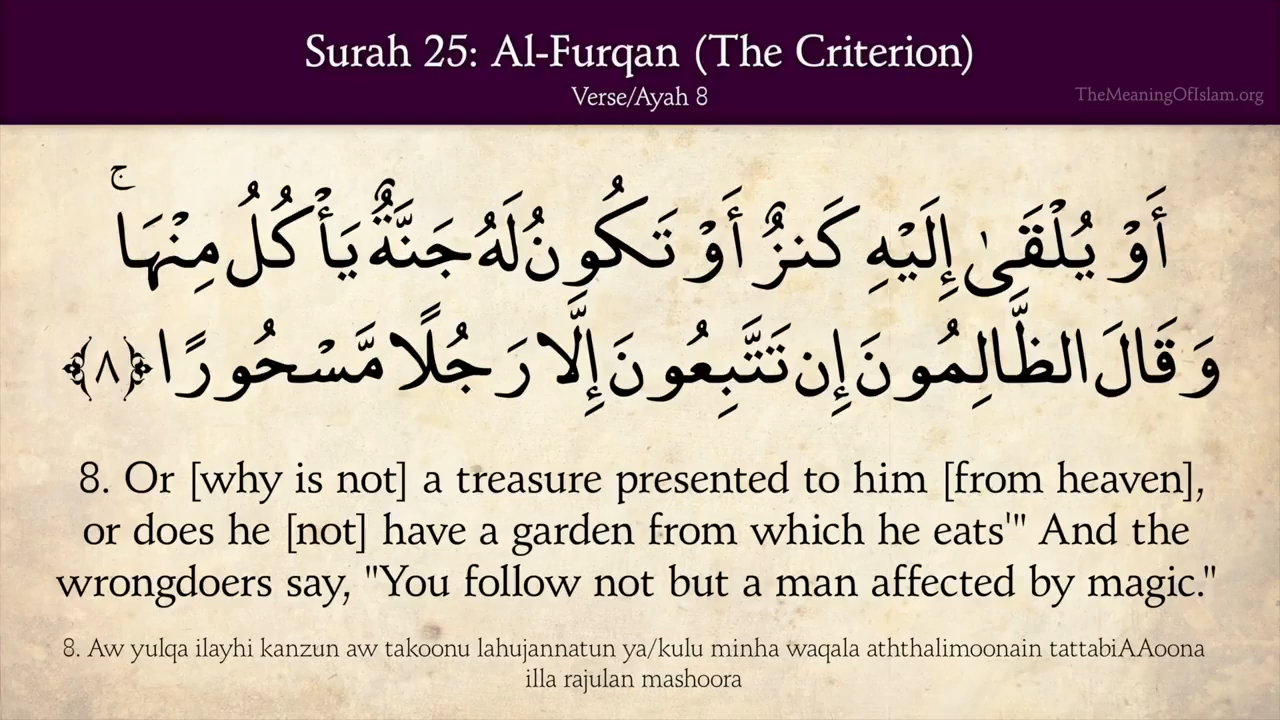 Surah 25: Al-Furqan (The Criterion)
Verse/Ayah 8
TheMeaningOfIslam.org
أَوْ يُلْقَىٰ إِلَيْهِ كَنزٌ أَوْ تَكُونُ لَهُ جَنَّةٌ يَأْكُلُ مِنْهَا ۚ
وَقَالَ الظَّالِمُونَ إِن تَتَّبِعُونَ إِلَّا رَجُلًا مَّسْحُورًا ﴿٨﴾
8. Or [why is not] a treasure presented to him [from heaven],
or does he [not] have a garden from which he eats'" And the
wrongdoers say, "You follow not but a man affected by magic."
8. Aw yulqa ilayhi kanzun aw takoonu lahujannatun ya/kulu minha waqala aththalimoonain tattabiAAoona
illa rajulan mashoora